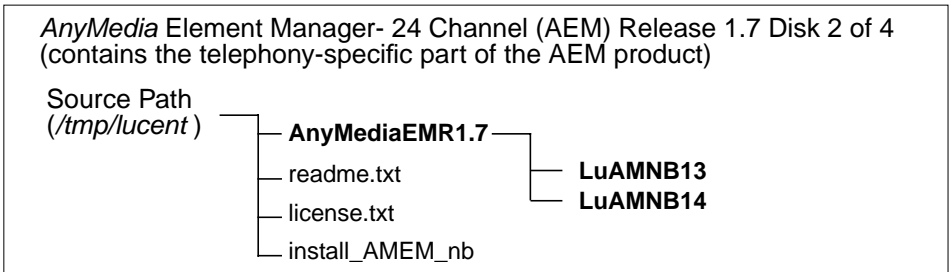 AnyMedia Element Manager- 24 Channel (AEM) Release 1.7 Disk 2 of 4
(contains the telephony-specific part of the AEM product)
Source Path
(/tmp/lucent )
AnyMediaEMR1.7
readme.txt
license.txt
install_AMEM_nb
LuAMNB13
LuAMNB14